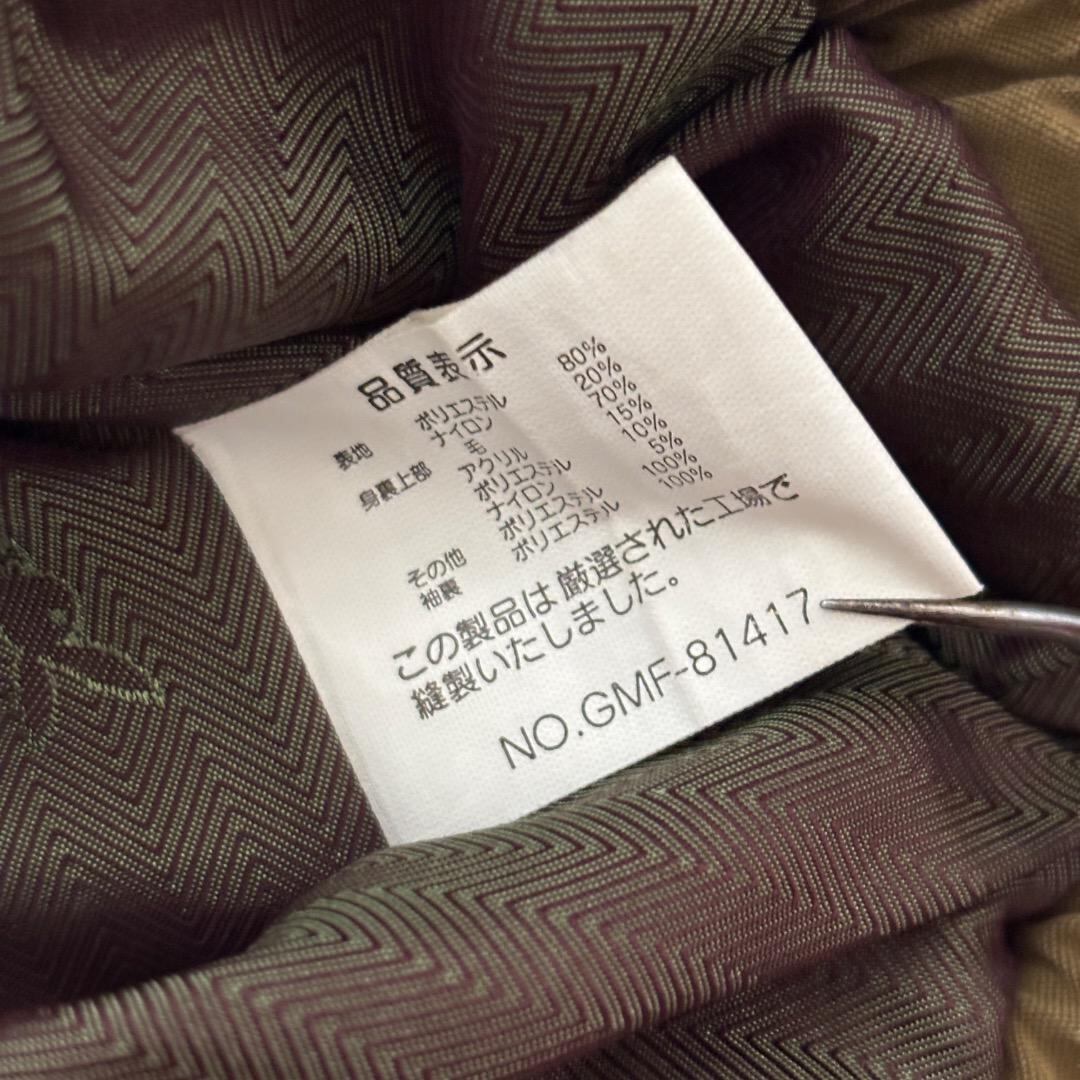 品質表示
表地 ポリエステル 80%
ナイロン 20%
身裏上部 毛 70%
アクリル 15%
ポリエステル 10%
ナイロン 5%
その他 ポリエステル 100%
袖裏 ポリエステル 100%
この製品は厳選された工場で
縫製いたしました。
NO.GMF-81417